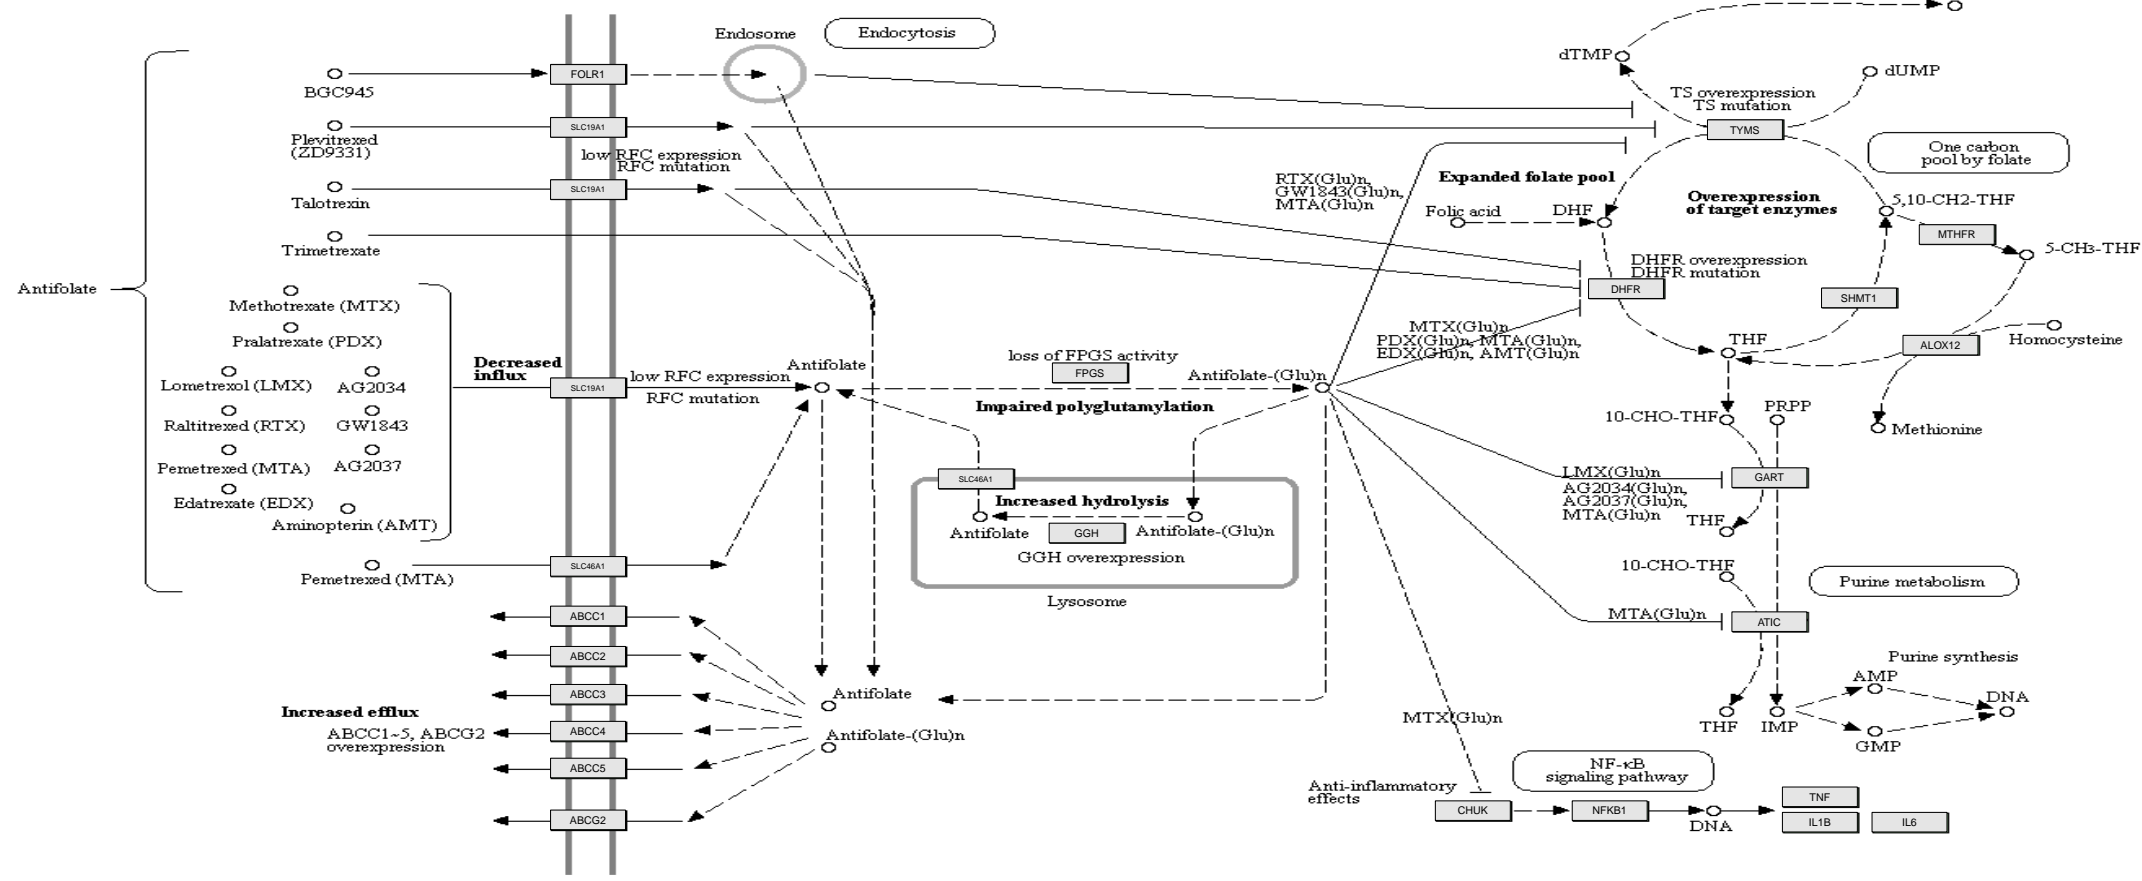 Endosome
Endocytosis
dTMP
dUMP
FOLR1
BGC945
TS overexpression
TS mutation
SLC19A1
TYMS
Plevitrexed
(ZD9331)
low RFC expression
RFC mutation
One carbon
pool by folate
SLC19A1
Talotrexin
RTX(Glu)n,
GW1843(Glu)n,
MTA(Glu)n
Expanded folate pool
Overexpression
of target enzymes
5,10-CH2-THF
Folic acid
DHF
MTHFR
5-CH3-THF
Trimetrexate
DHFR overexpression
DHFR mutation
DHFR
SHMT1
Antifolate
Methotrexate (MTX)
Pralatrexate (PDX)
MTX(Glu)n
PDX(Glu)n, MTA(Glu)n,
EDX(Glu)n, AMT(Glu)n
THF
ALOX12
Homocysteine
Decreased
influx
Lometrexol (LMX)
AG2034
SLC19A1
low RFC expression
RFC mutation
Antifolate
loss of FPGS activity
FPGS
Antifolate-(Glu)n
Impaired polyglutamylation
Raltitrexed (RTX)
GW1843
10-CHO-THF
PRPP
Methionine
Pemetrexed (MTA)
AG2037
Edatrexate (EDX)
Aminopterin (AMT)
SLC46A1
Increased hydrolysis
Antifolate
GGH
Antifolate-(Glu)n
GGH overexpression
Lysosome
LMX(Glu)n
AG2034(Glu)n,
AG2037(Glu)n,
MTA(Glu)n
GART
THF
SLC46A1
Pemetrexed (MTA)
10-CHO-THF
Purine metabolism
MTA(Glu)n
ATIC
ABCC1
ABCC2
ABCC3
ABCC4
ABCC5
ABCG2
Increased efflux
ABCC1~5, ABCG2
overexpression
Antifolate
Antifolate-(Glu)n
Purine synthesis
AMP
DNA
THF
IMP
GMP
MTX(Glu)n
NF-κB
signaling pathway
Anti-inflammatory
effects
CHUK
NFKB1
DNA
TNF
IL1B
IL6